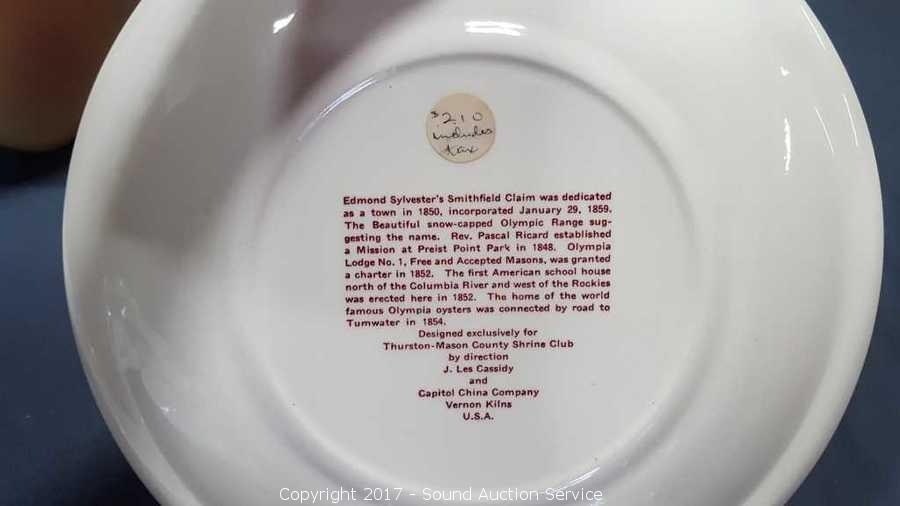 $2.10
includes
tax
Edmond Sylvester's Smithfield Claim was dedicated
as a town in 1850, incorporated January 29, 1859.
The Beautiful snow-capped Olympic Range sug-
gesting the name. Rev. Pascal Ricard established
a Mission at Preist Point Park in 1848. Olympia
Lodge No. 1, Free and Accepted Masons, was granted
a charter in 1852. The first American school house
north of the Columbia River and west of the Rockies
was erected here in 1852. The home of the world
famous Olympia oysters was connected by road to
Tumwater in 1854.
Designed exclusively for
Thurston-Mason County Shrine Club
by direction
J. Les Cassidy
and
Capitol China Company
Vernon Kilns
U.S.A.
Copyright 2017 - Sound Auction Service